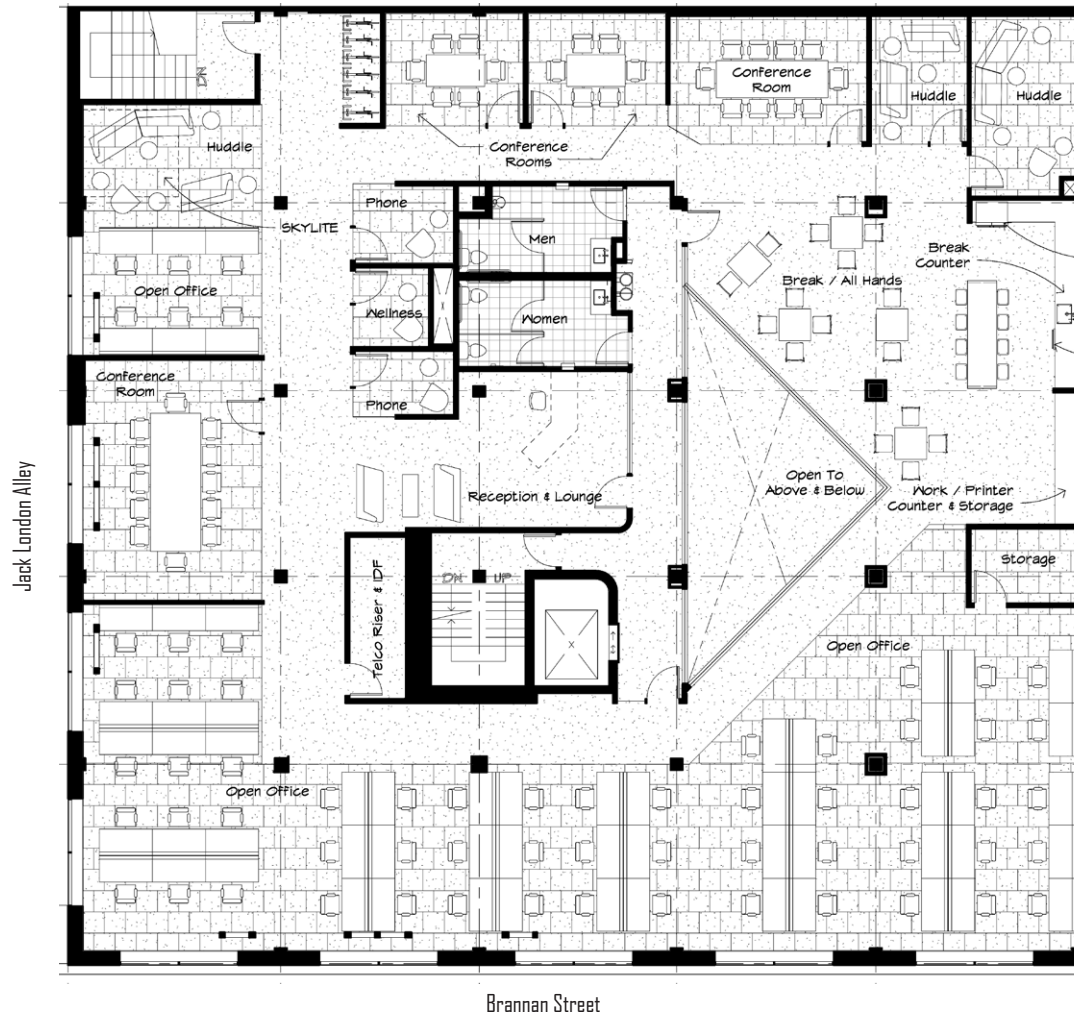 DN
Conference
Room
Huddle
Huddle
Huddle
Conference
Rooms
Phone
SKYLITE
Men
Break
Counter
Open Office
Break / All Hands
Wellness
Women
Conference
Room
Phone
Open To
Above & Below
Reception & Lounge
Work / Printer
Counter & Storage
Jack London Alley
Storage
DN
UP
X
Telco Riser & IDF
Open Office
Open Office
Brannan Street